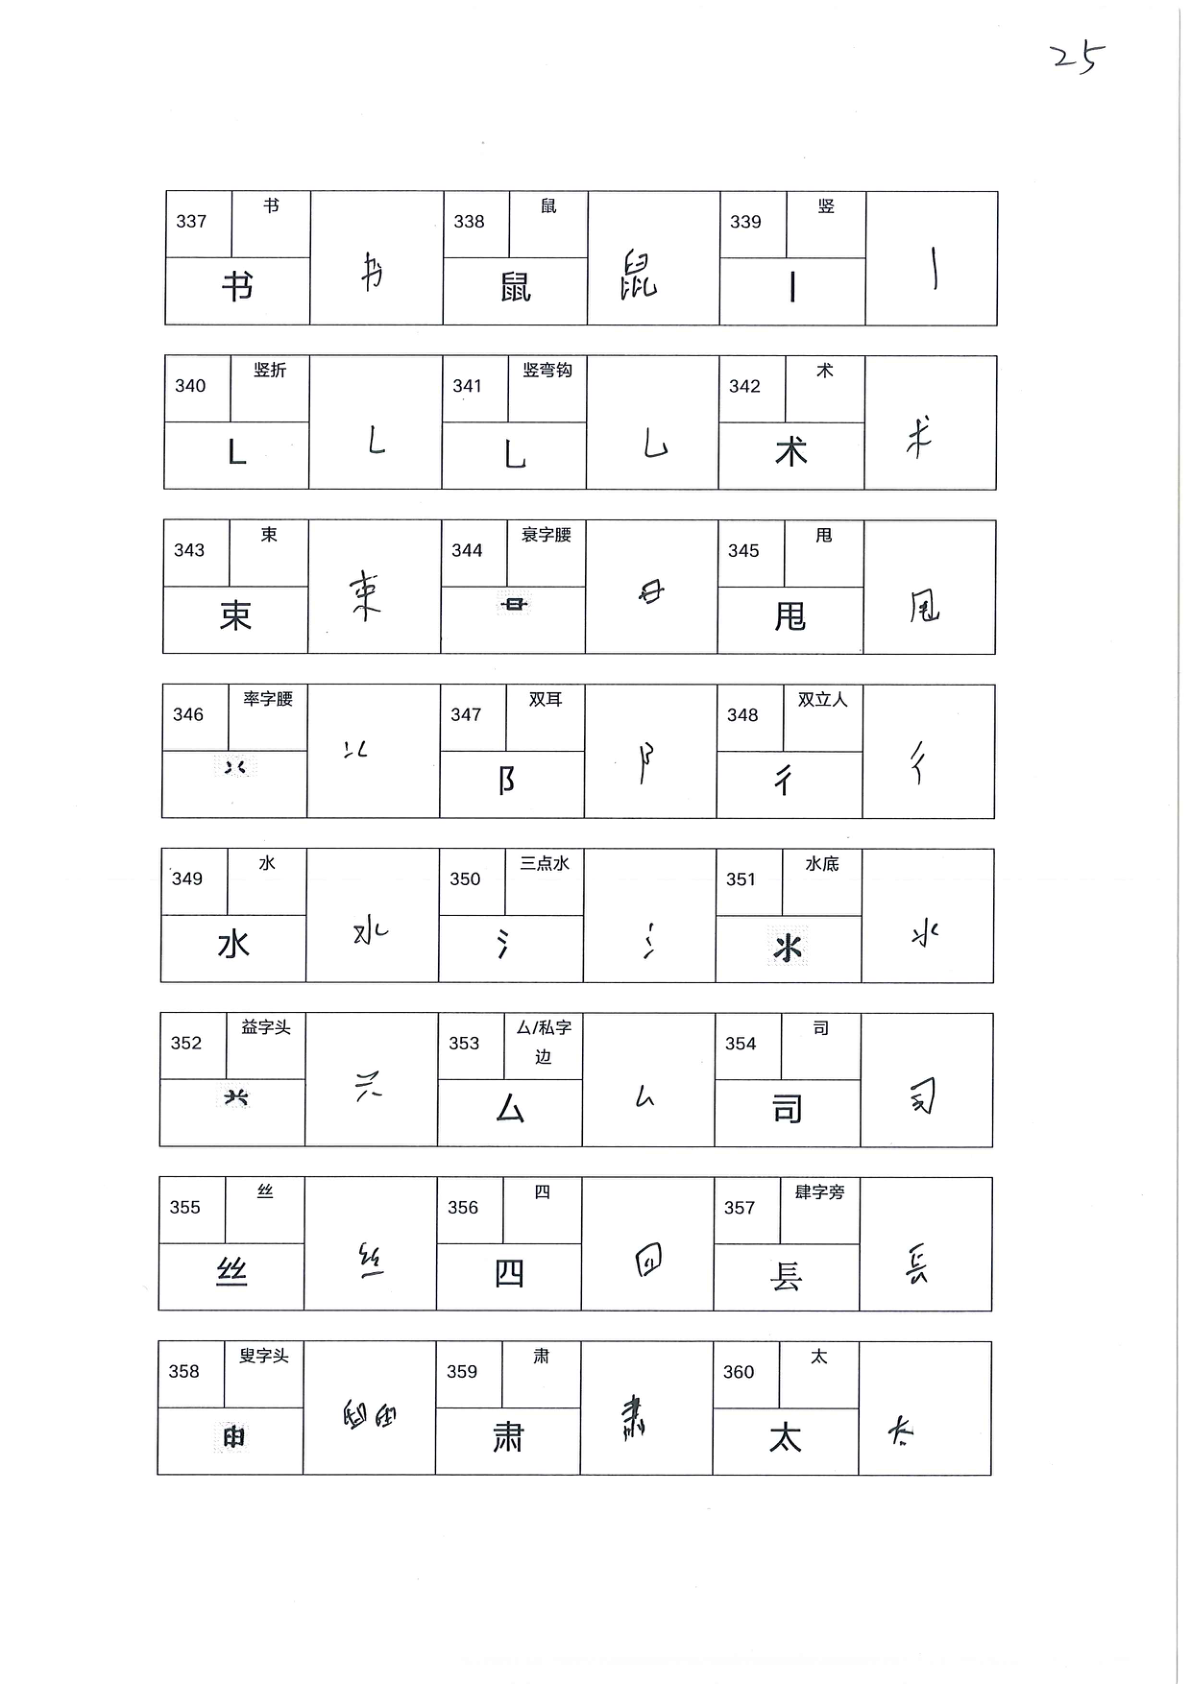 25
337 书 书 书 338 鼠 鼠 鼠 339 竖 丨 丨
340 竖折 𠃊 𠃊 341 竖弯钩 乚 乚 342 术 术 术
343 束 束 束 344 衰字腰 345 甩 甩 甩
346 率字腰 347 双耳 阝 阝 348 双立人 彳 彳
349 水 水 水 350 三点水 氵 氵 351 水底 氺 氺
352 益字头 353 厶/私字边 厶 厶 354 司 司 司
355 丝 丝 丝 356 四 四 四 357 肆字旁 镸 镸
358 叟字头 359 肃 肃 肃 360 太 太 太